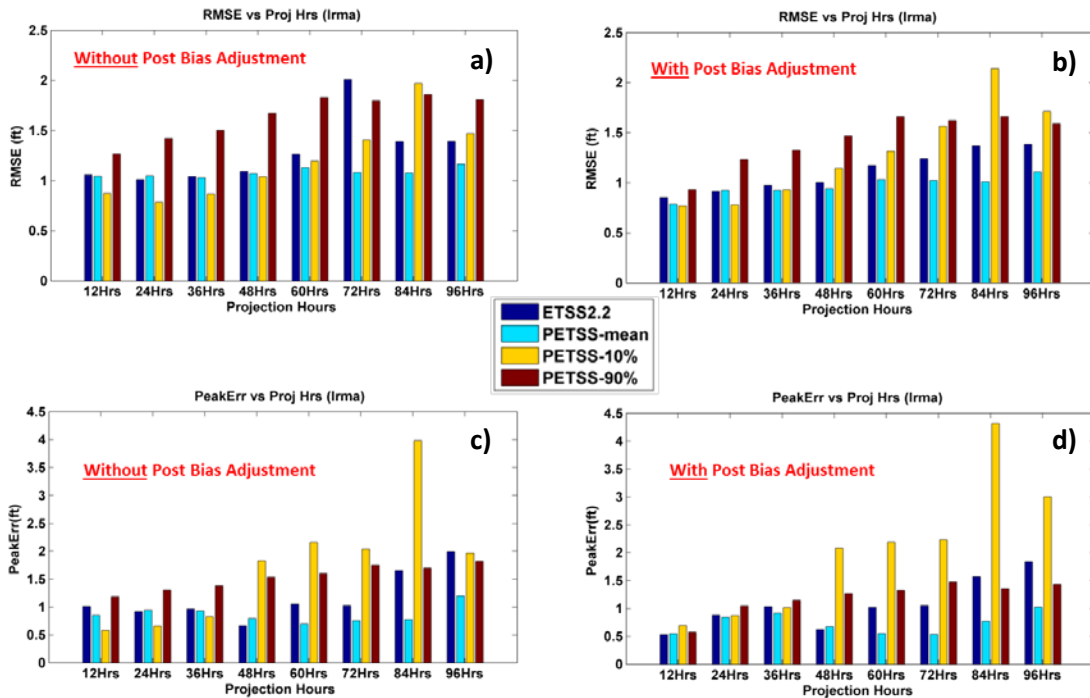 RMSE vs Proj Hrs (Irma)
Without Post Bias Adjustment
a)
2.5
2
1.5
1
0.5
0
RMSE (ft)
12Hrs 24Hrs 36Hrs 48Hrs 60Hrs 72Hrs 84Hrs 96Hrs
Projection Hours
RMSE vs Proj Hrs (Irma)
With Post Bias Adjustment
b)
2.5
2
1.5
1
0.5
0
RMSE (ft)
12Hrs 24Hrs 36Hrs 48Hrs 60Hrs 72Hrs 84Hrs 96Hrs
Projection Hours
ETSS2.2
PETSS-mean
PETSS-10%
PETSS-90%
PeakErr vs Proj Hrs (Irma)
Without Post Bias Adjustment
c)
4.5
4
3.5
3
2.5
2
1.5
1
0.5
0
PeakErr(ft)
12Hrs 24Hrs 36Hrs 48Hrs 60Hrs 72Hrs 84Hrs 96Hrs
Projection Hours
PeakErr vs Proj Hrs (Irma)
With Post Bias Adjustment
d)
4.5
4
3.5
3
2.5
2
1.5
1
0.5
0
PeakErr(ft)
12Hrs 24Hrs 36Hrs 48Hrs 60Hrs 72Hrs 84Hrs 96Hrs
Projection Hours